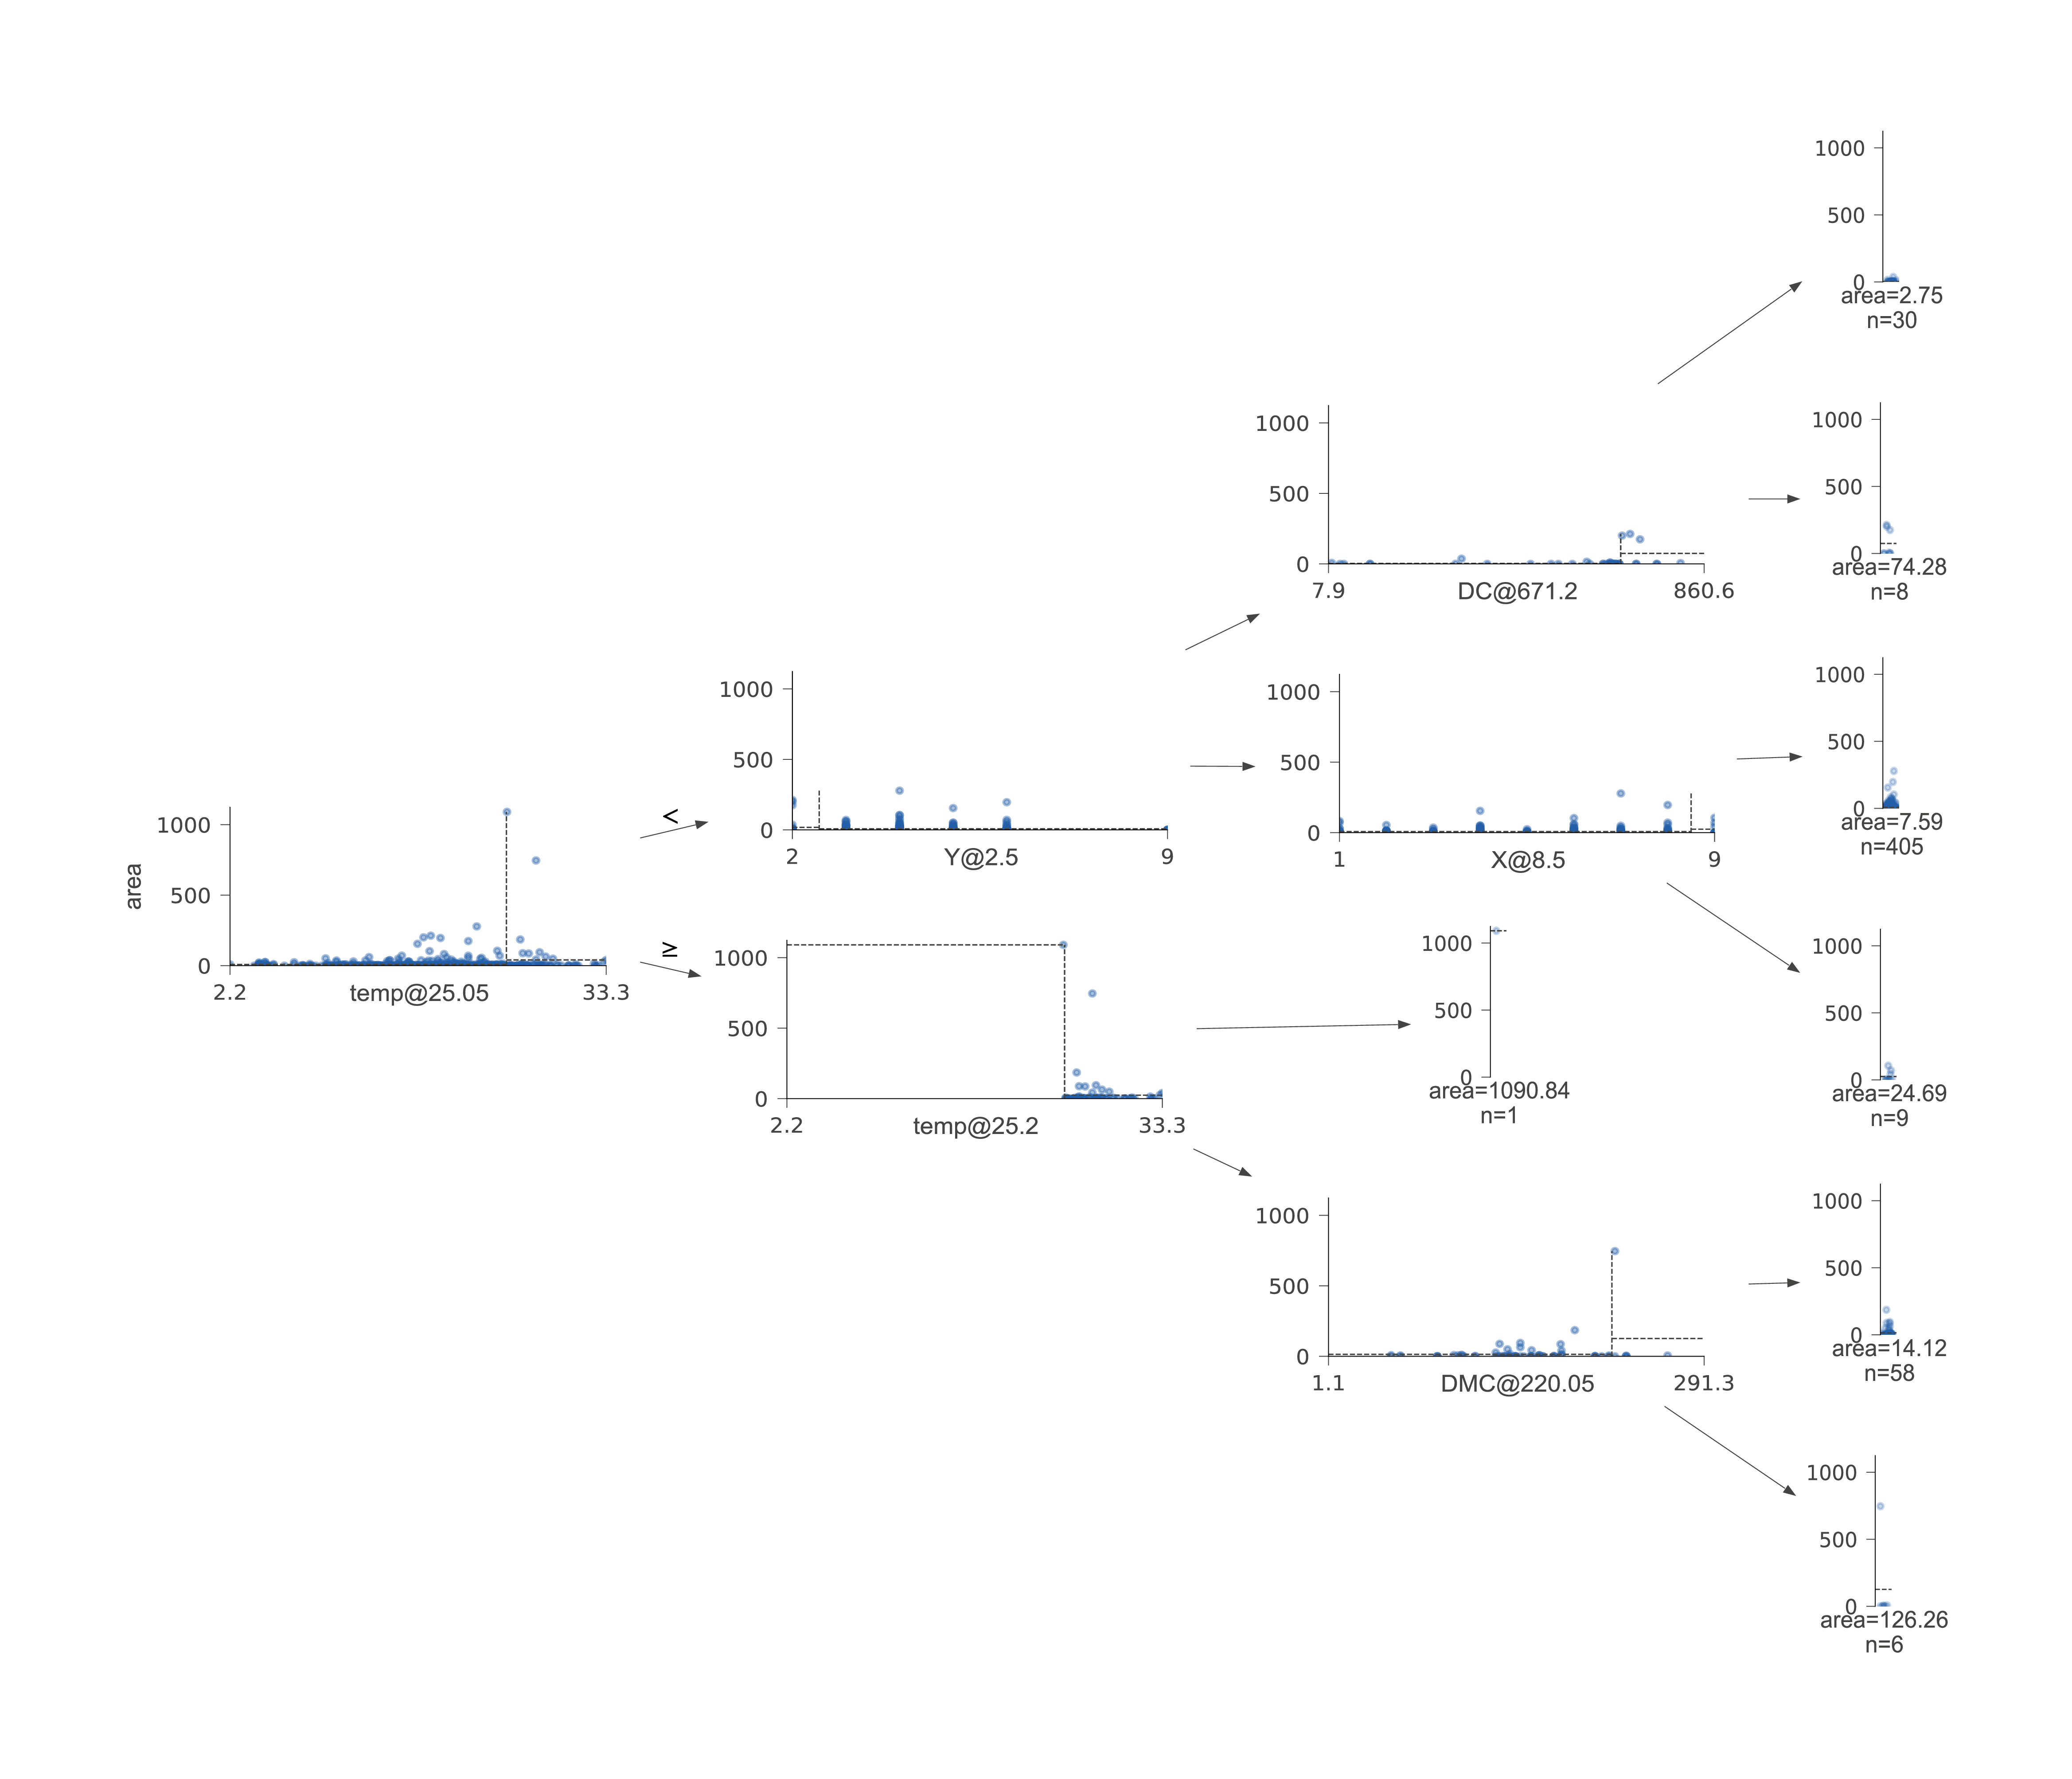 1000
500
0
area=2.75
n=30
1000
500
0
7.9
DC@671.2
860.6
1000
500
0
area=74.28
n=8
1000
500
0
2
Y@2.5
9
1000
500
0
1
X@8.5
9
1000
500
0
area=7.59
n=405
area
1000
500
0
2.2
temp@25.05
33.3
<
≥
1000
500
0
2.2
temp@25.2
33.3
1000
500
0
area=1090.84
n=1
1000
500
0
area=24.69
n=9
1000
500
0
1.1
DMC@220.05
291.3
1000
500
0
area=14.12
n=58
1000
500
0
area=126.26
n=6